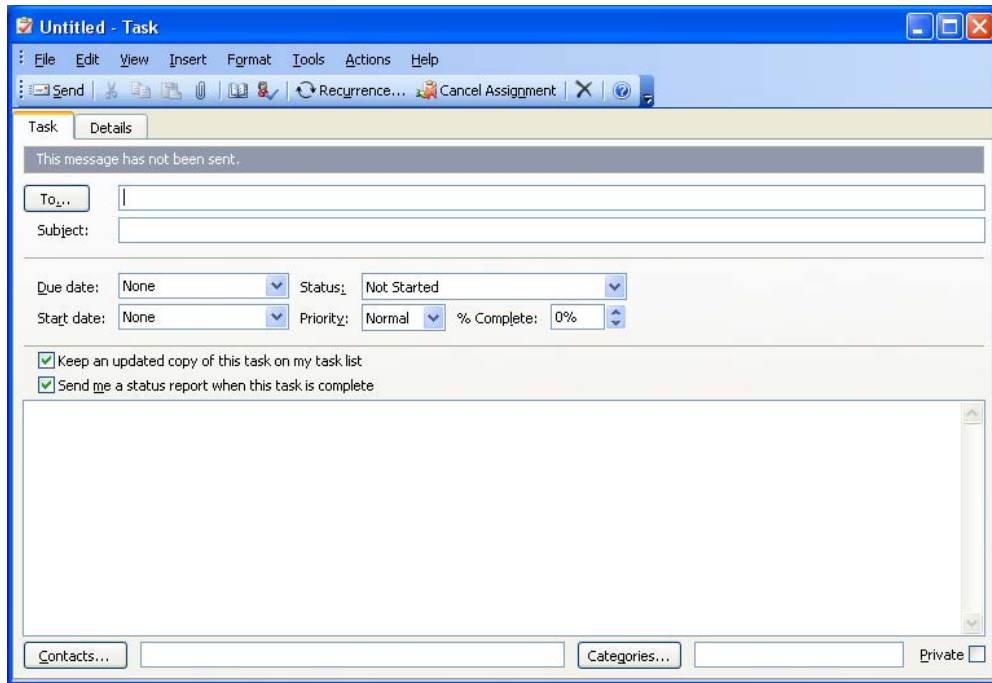 Untitled - Task
File Edit View Insert Format Tools Actions Help
Send Recurrence... Cancel Assignment
Task Details
This message has not been sent.
To...
Subject:
Due date: None Status: Not Started
Start date: None Priority: Normal % Complete: 0%
Keep an updated copy of this task on my task list
Send me a status report when this task is complete
Contacts... Categories... Private